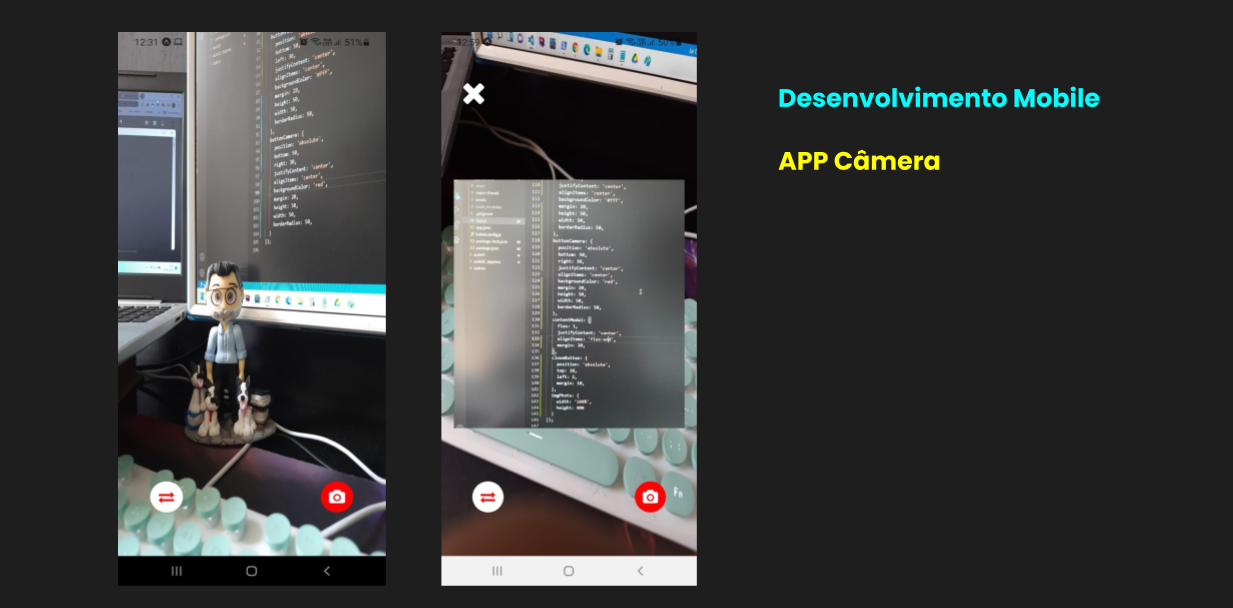 12:31
51%
bottom: 50,
left: 30,
justifyContent: 'center',
alignItems: 'center',
backgroundColor: '#fff',
margin: 20,
height: 50,
width: 50,
borderRadius: 50,
},
buttonCamera: {
position: 'absolute',
bottom: 50,
right: 30,
justifyContent: 'center',
alignItems: 'center',
backgroundColor: 'red',
margin: 20,
height: 50,
width: 50,
borderRadius: 50,
}
});
12:59
50%
justifyContent: 'center',
alignItems: 'center',
backgroundColor: '#fff',
margin: 20,
height: 50,
width: 50,
borderRadius: 50,
},
buttonCamera: {
position: 'absolute',
bottom: 50,
right: 30,
justifyContent: 'center',
alignItems: 'center',
backgroundColor: 'red',
margin: 20,
height: 50,
width: 50,
borderRadius: 50,
},
contentModal: {
flex: 1,
justifyContent: 'center',
alignItems: 'flex-end',
margin: 20,
},
closeButton: {
position: 'absolute',
top: 10,
left: 2,
margin: 10,
},
imgPhoto: {
width: '100%',
height: 400
}
});
Fn
Desenvolvimento Mobile
APP Câmera